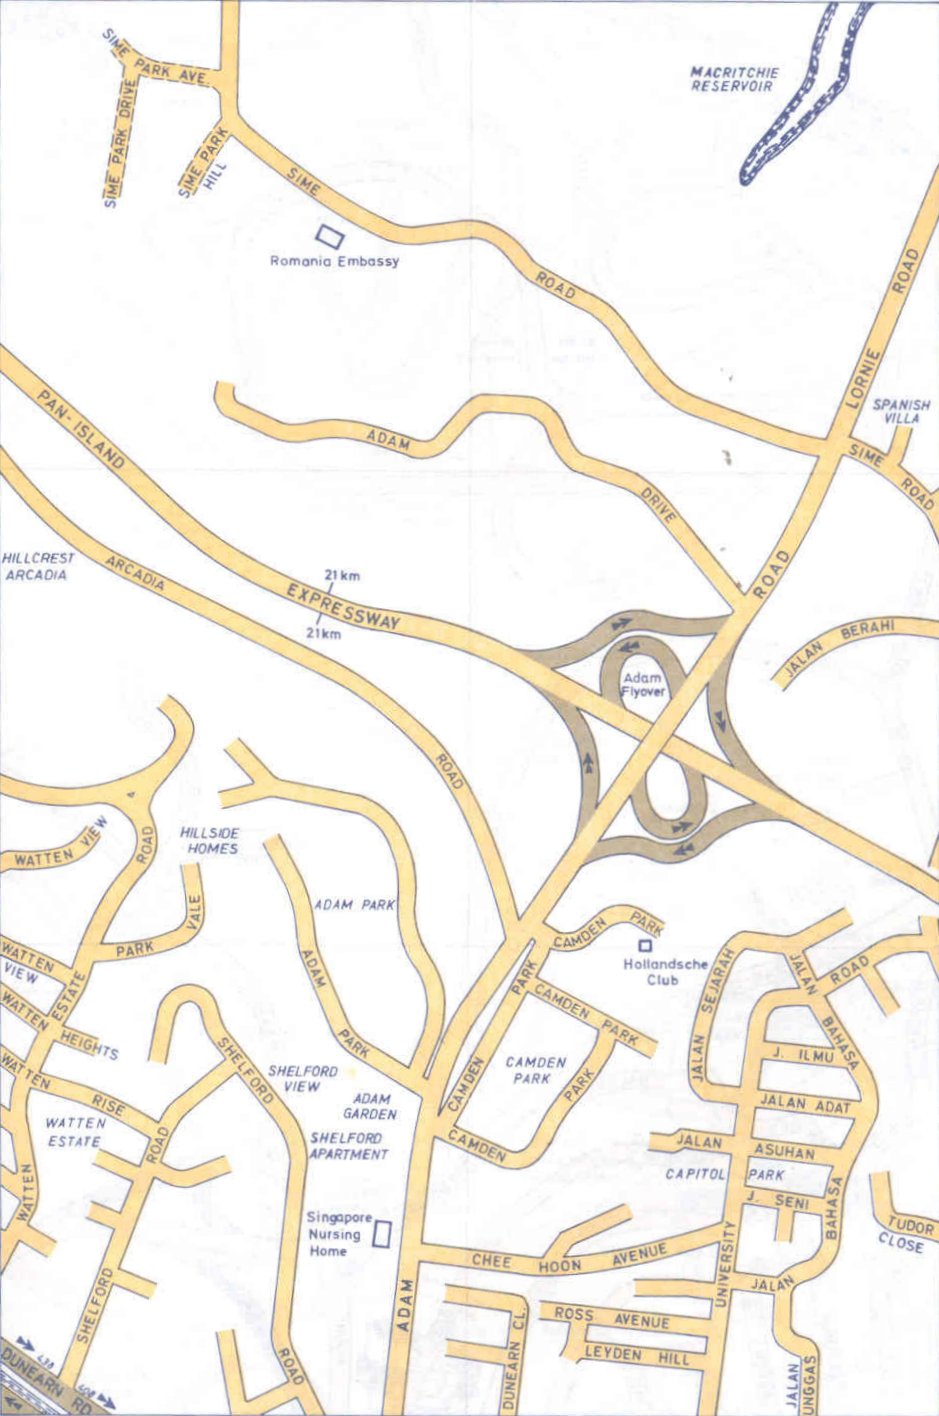 SIME
PARK AVE.
SIME PARK DRIVE
SIME PARK
HILL
MACRITCHIE
RESERVOIR
SIME
Romania Embassy
ROAD
ROAD
LORNIE
SPANISH
VILLA
SIME
ROAD
PAN-ISLAND
ADAM
DRIVE
ROAD
HILLCREST
ARCADIA
ARCADIA
21 km
EXPRESSWAY
21km
JALAN BERAHI
Adam
Flyover
ROAD
WATTEN VIEW
ROAD
HILLSIDE
HOMES
ADAM PARK
VALE
PARK
CAMDEN
PARK
Hollandsche
Club
WATTEN
VIEW
ESTATE
ADAM
PARK
PARK
CAMDEN
PARK
JALAN SEJARAH
JALAN
BAHASA
ROAD
WATTEN
HEIGHTS
SHELFORD
SHELFORD
VIEW
ADAM
GARDEN
CAMDEN
CAMDEN
PARK
PARK
J. ILMU
JALAN ADAT
WATTEN
RISE
WATTEN
ESTATE
ROAD
SHELFORD
APARTMENT
CAMDEN
JALAN
ASUHAN
CAPITOL
PARK
J. SENI
BAHASA
WATTEN
Singapore
Nursing
Home
CHEE
HOON
AVENUE
UNIVERSITY
JALAN
TUDOR
CLOSE
SHELFORD
ADAM
ROAD
DUNEARN CL.
ROSS AVENUE
LEYDEN HILL
JALAN
UNGGAS
DUNEARN RD.